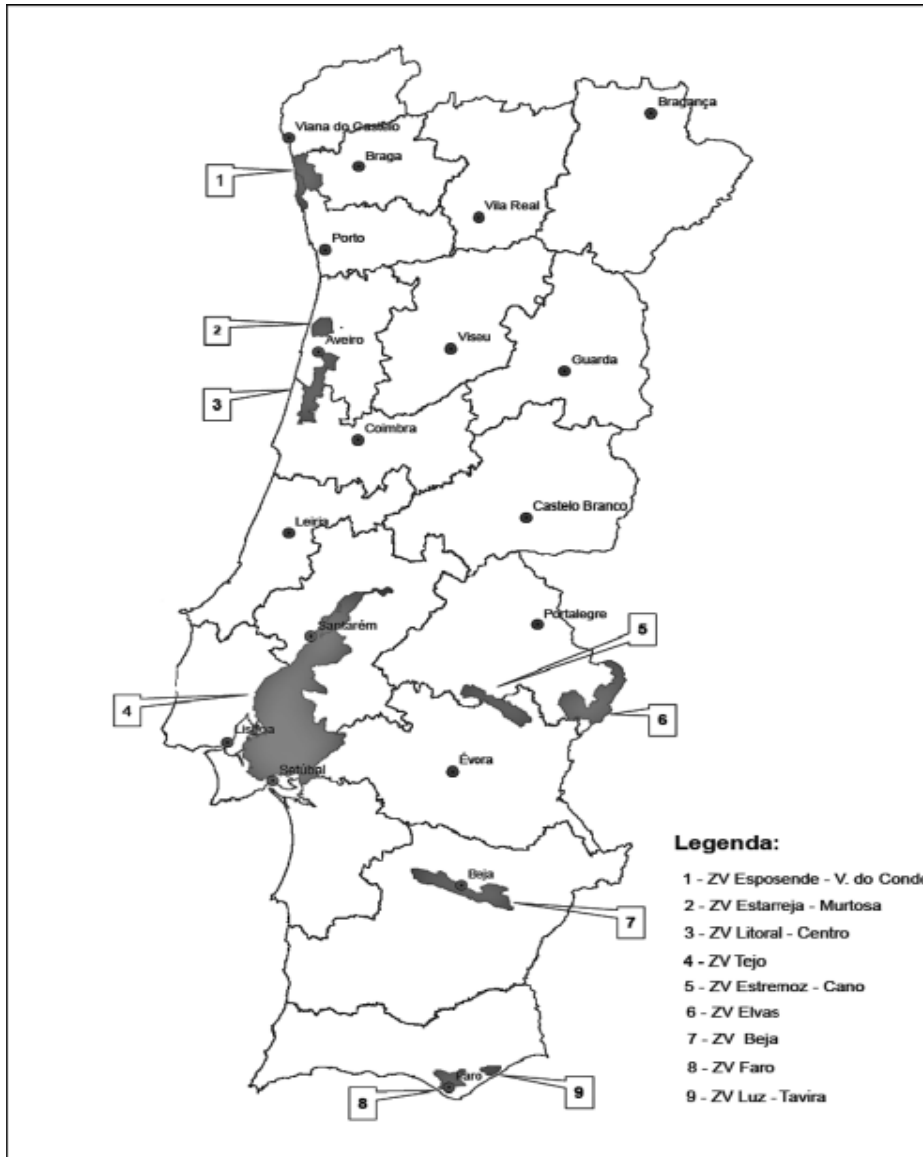 Bragança
Viana do Castelo
Braga
1
Vila Real
Porto
2
Aveiro
Viseu
Guarda
3
Coimbra
Castelo Branco
Leiria
Santarém
Portalegre
5
4
6
Lisboa
Setúbal
Évora
Legenda:
1 - ZV Esposende - V. do Conde
2 - ZV Estarreja - Murtosa
3 - ZV Litoral - Centro
4 - ZV Tejo
5 - ZV Estremoz - Cano
6 - ZV Elvas
7 - ZV Beja
8 - ZV Faro
9 - ZV Luz - Tavira
Beja
7
Faro
8
9